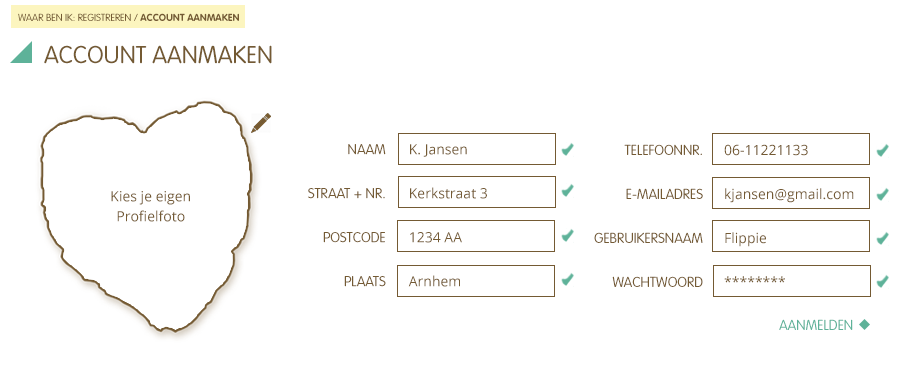 WAAR BEN IK: REGISTREREN / ACCOUNT AANMAKEN
ACCOUNT AANMAKEN
Kies je eigen
Profielfoto
NAAM K. Jansen
STRAAT + NR. Kerkstraat 3
POSTCODE 1234 AA
PLAATS Arnhem
TELEFOONNR. 06-11221133
E-MAILADRES kjansen@gmail.com
GEBRUIKERSNAAM Flippie
WACHTWOORD ********
AANMELDEN